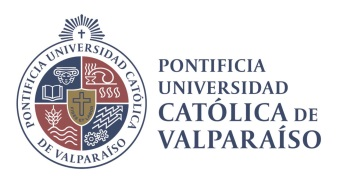 PONTIFICIA UNIVERSIDAD CATÓLICA
DE VALPARAÍSO
PONTIFICIA
UNIVERSIDAD
CATÓLICA DE
VALPARAÍSO